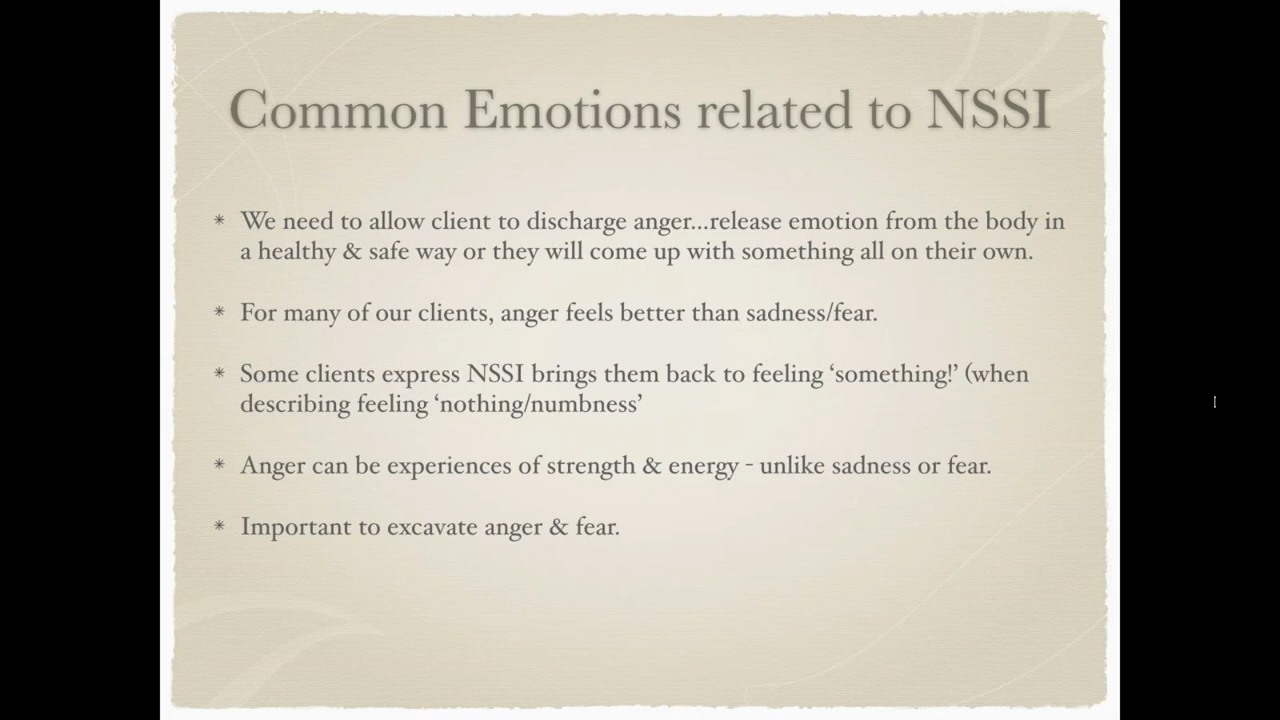 Common Emotions related to NSSI
* We need to allow client to discharge anger...release emotion from the body in
a healthy & safe way or they will come up with something all on their own.
* For many of our clients, anger feels better than sadness/fear.
* Some clients express NSSI brings them back to feeling ‘something!’ (when
describing feeling ‘nothing/numbness’
* Anger can be experiences of strength & energy - unlike sadness or fear.
* Important to excavate anger & fear.